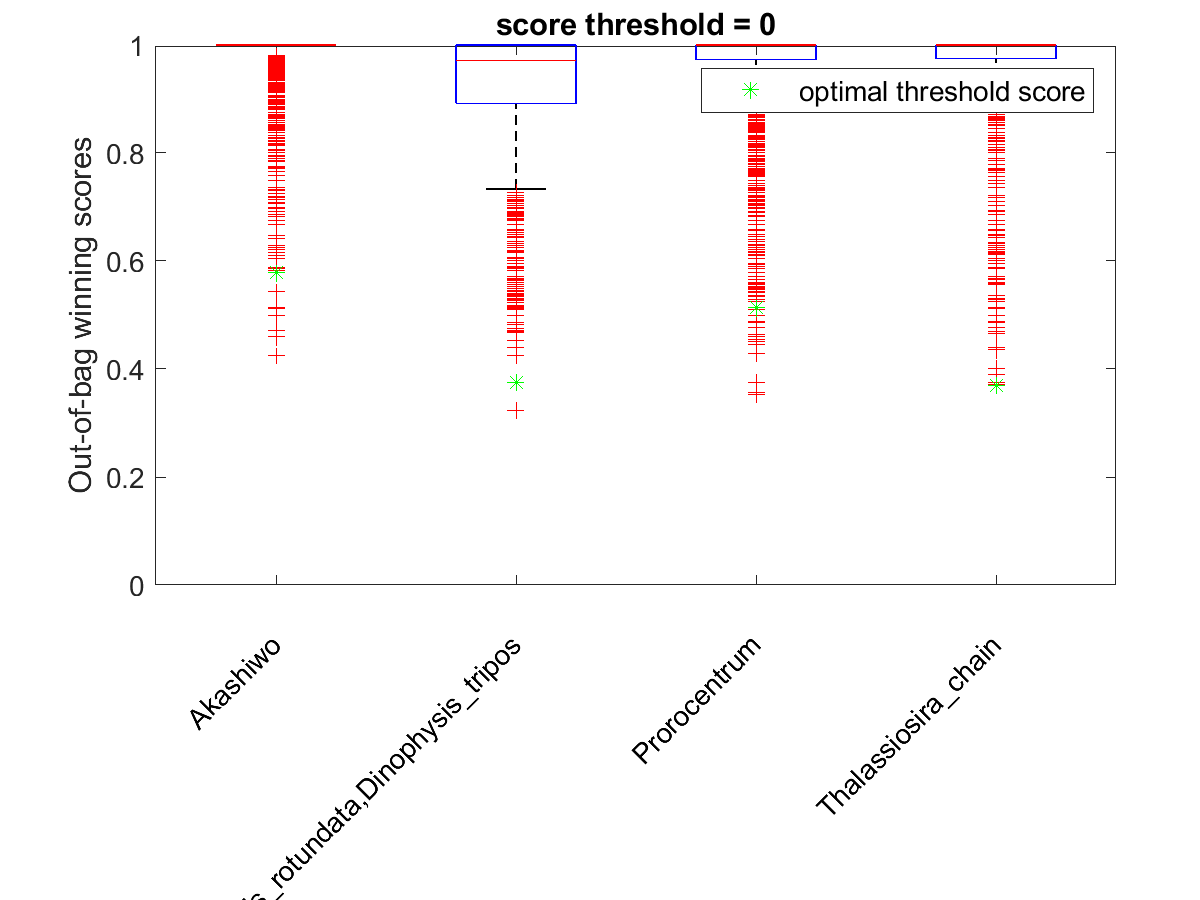 score threshold = 0
optimal threshold score
Out-of-bag winning scores
1
0.8
0.6
0.4
0.2
0
Akashiwo
is_rotundata,Dinophysis_tripos
Prorocentrum
Thalassiosira_chain